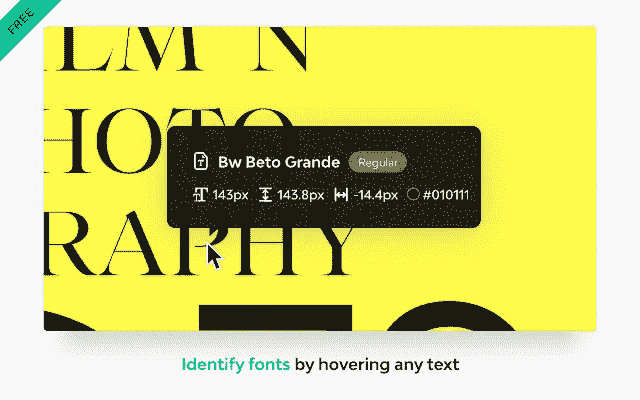 FREE
ILM N
HOTO
Bw Beto Grande Regular
143px 143.8px -14.4px #010111
RAPHY
Identify fonts by hovering any text